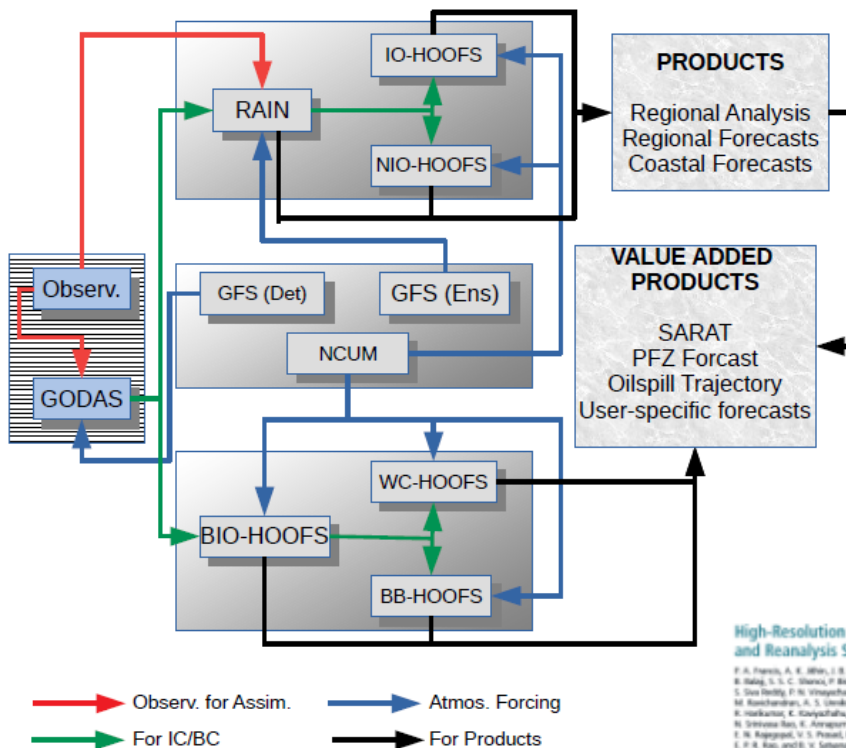 IO-HOOFS
RAIN
NIO-HOOFS
PRODUCTS
Regional Analysis
Regional Forecasts
Coastal Forecasts
Observ.
GODAS
GFS (Det)
GFS (Ens)
NCUM
VALUE ADDED
PRODUCTS
SARAT
PFZ Forcast
Oilspill Trajectory
User-specific forecasts
WC-HOOFS
BIO-HOOFS
BB-HOOFS
Observ. for Assim.
Atmos. Forcing
For IC/BC
For Products
High-Resolution
and Reanalysis S